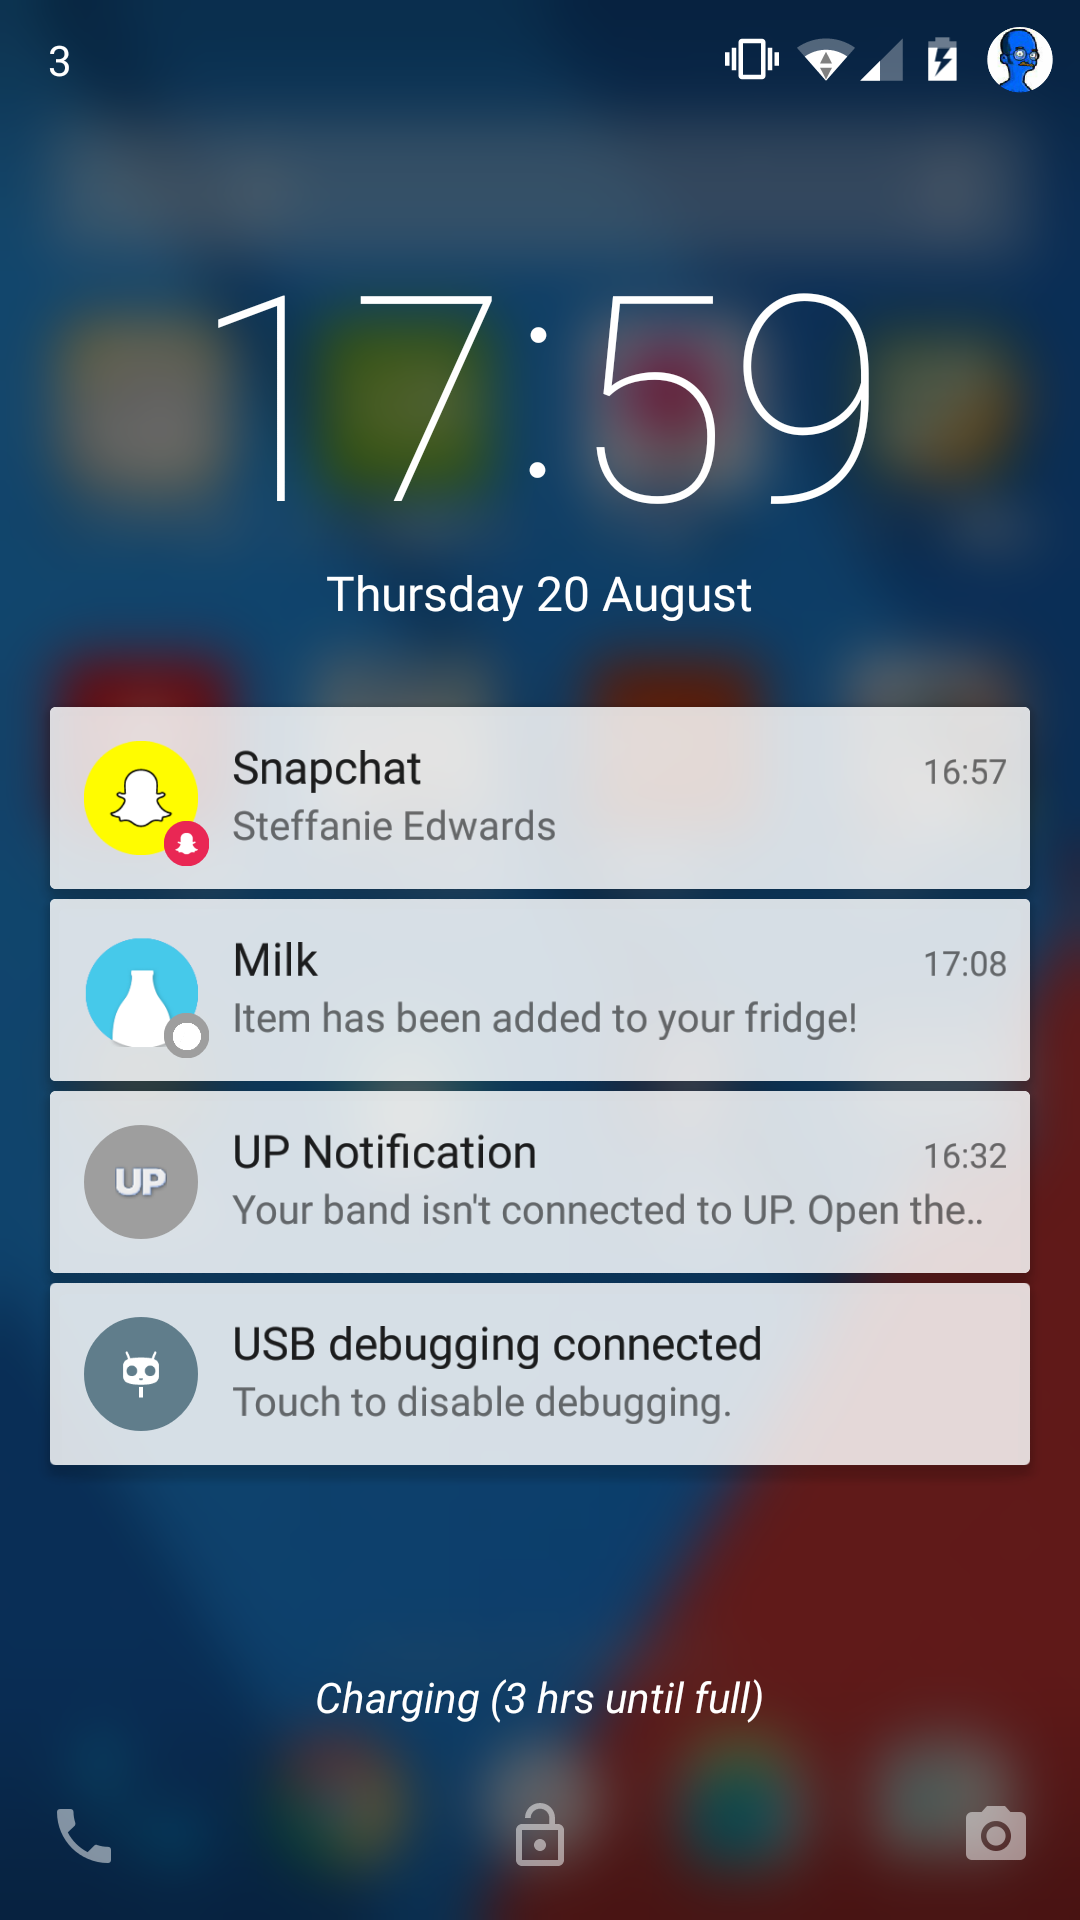 3
17:59
Thursday 20 August
Snapchat 16:57
Steffanie Edwards
Milk 17:08
Item has been added to your fridge!
UP
UP Notification 16:32
Your band isn't connected to UP. Open the..
USB debugging connected
Touch to disable debugging.
Charging (3 hrs until full)